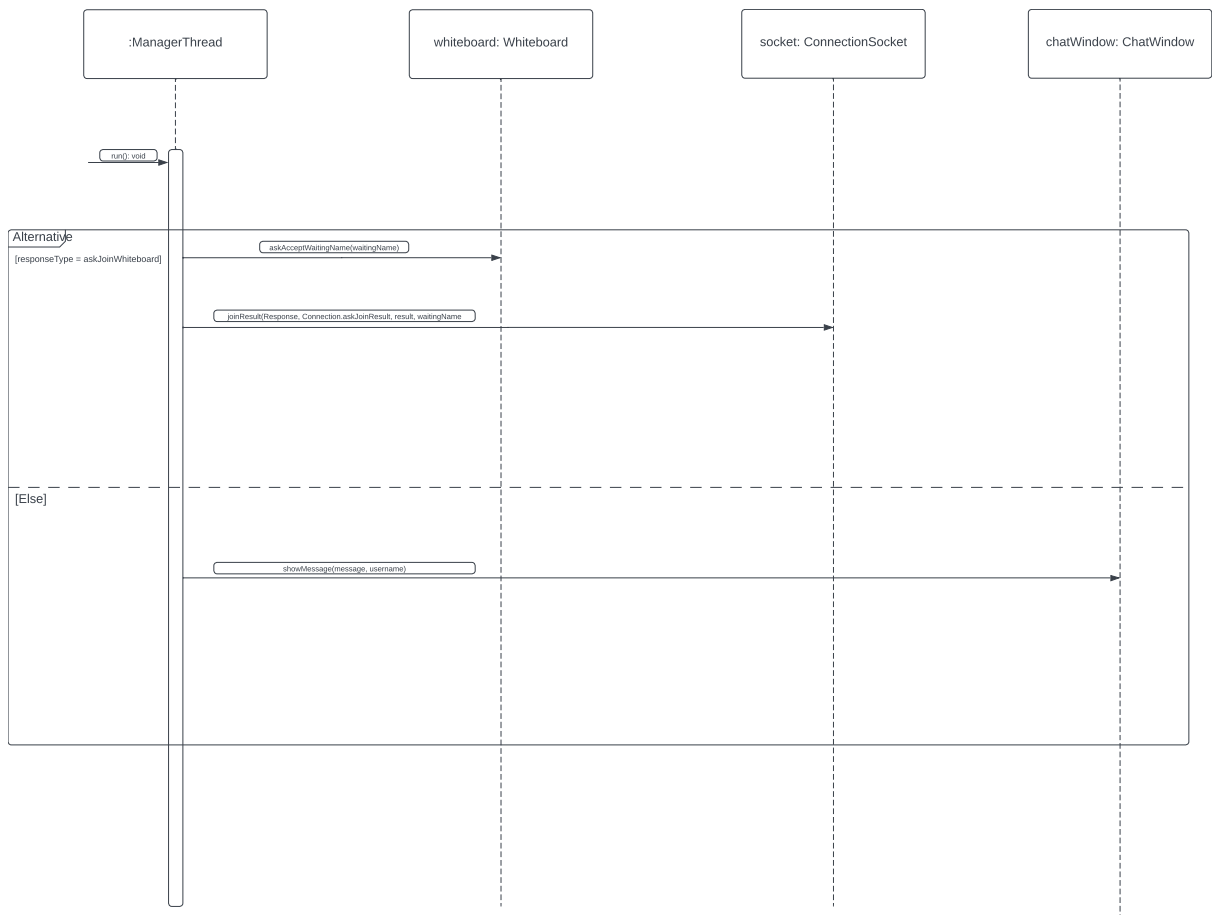 :ManagerThread
whiteboard: Whiteboard
socket: ConnectionSocket
chatWindow: ChatWindow
run(): void
Alternative
[responseType = askJoinWhiteboard]
askAcceptWaitingName(waitingName)
joinResult(Response, Connection.askJoinResult, result, waitingName
[Else]
showMessage(message, username)